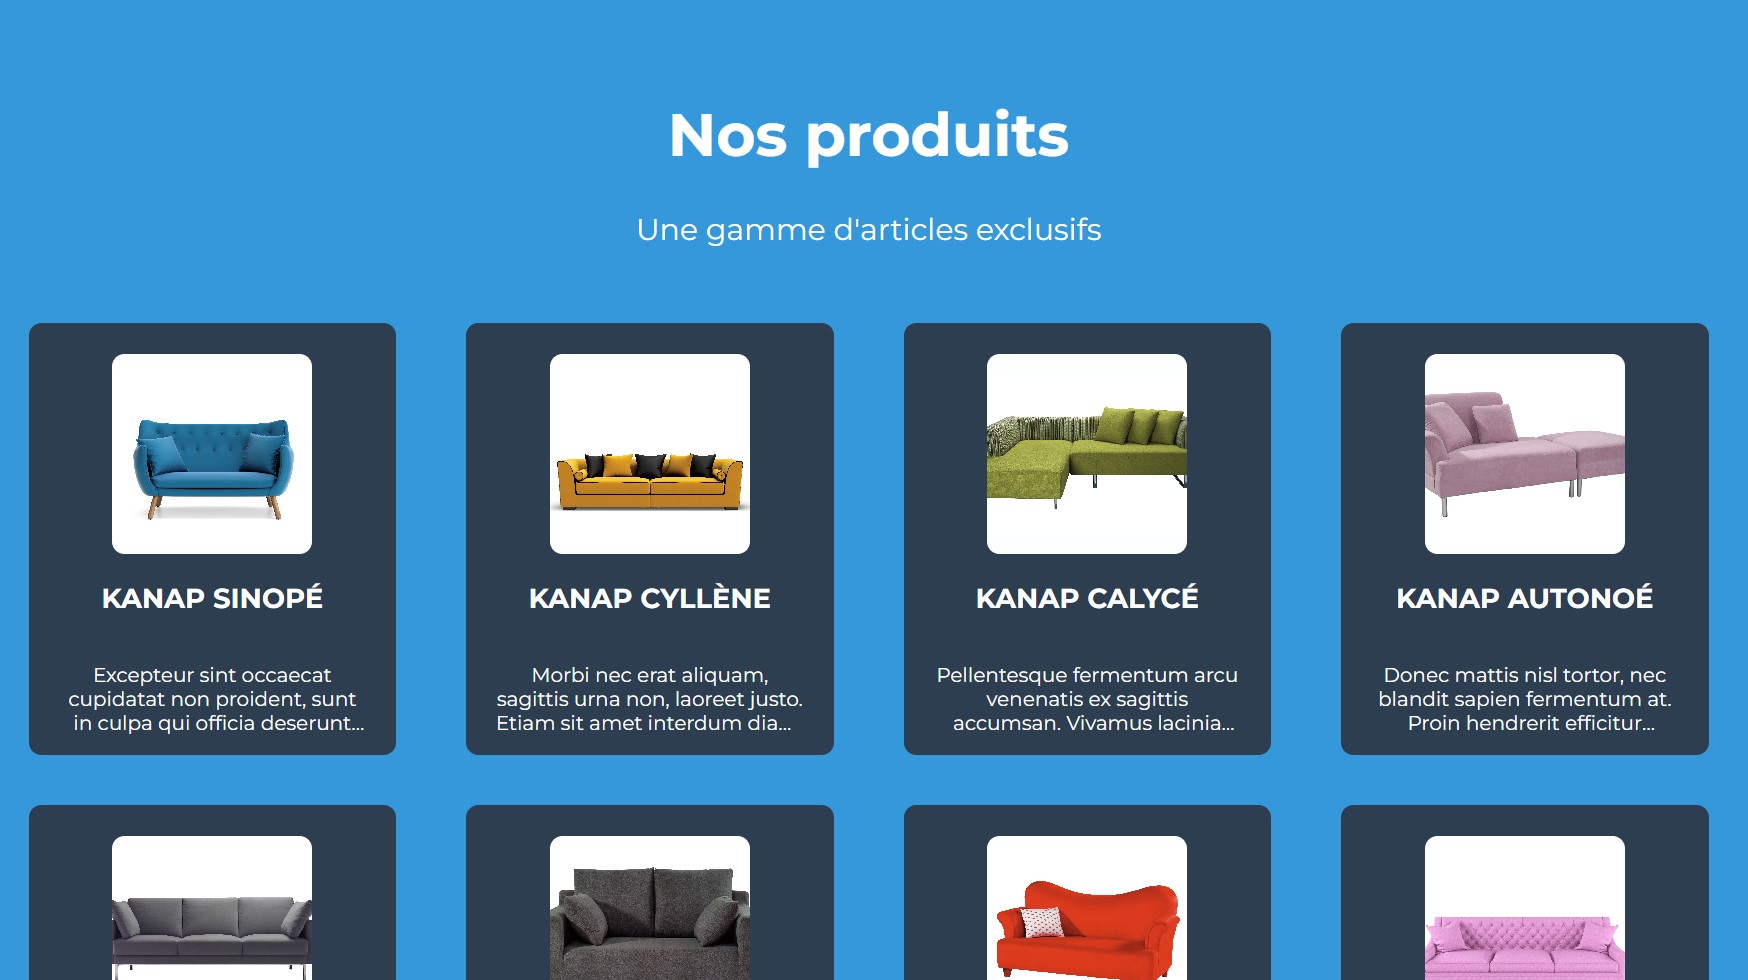 Nos produits
Une gamme d'articles exclusifs
KANAP SINOPÉ
Excepteur sint occaecat
cupidatat non proident, sunt
in culpa qui officia deserunt...
KANAP CYLLÈNE
Morbi nec erat aliquam,
sagittis urna non, laoreet justo.
Etiam sit amet interdum dia...
KANAP CALYCÉ
Pellentesque fermentum arcu
venenatis ex sagittis
accumsan. Vivamus lacinia...
KANAP AUTONOÉ
Donec mattis nisl tortor, nec
blandit sapien fermentum at.
Proin hendrerit efficitur...